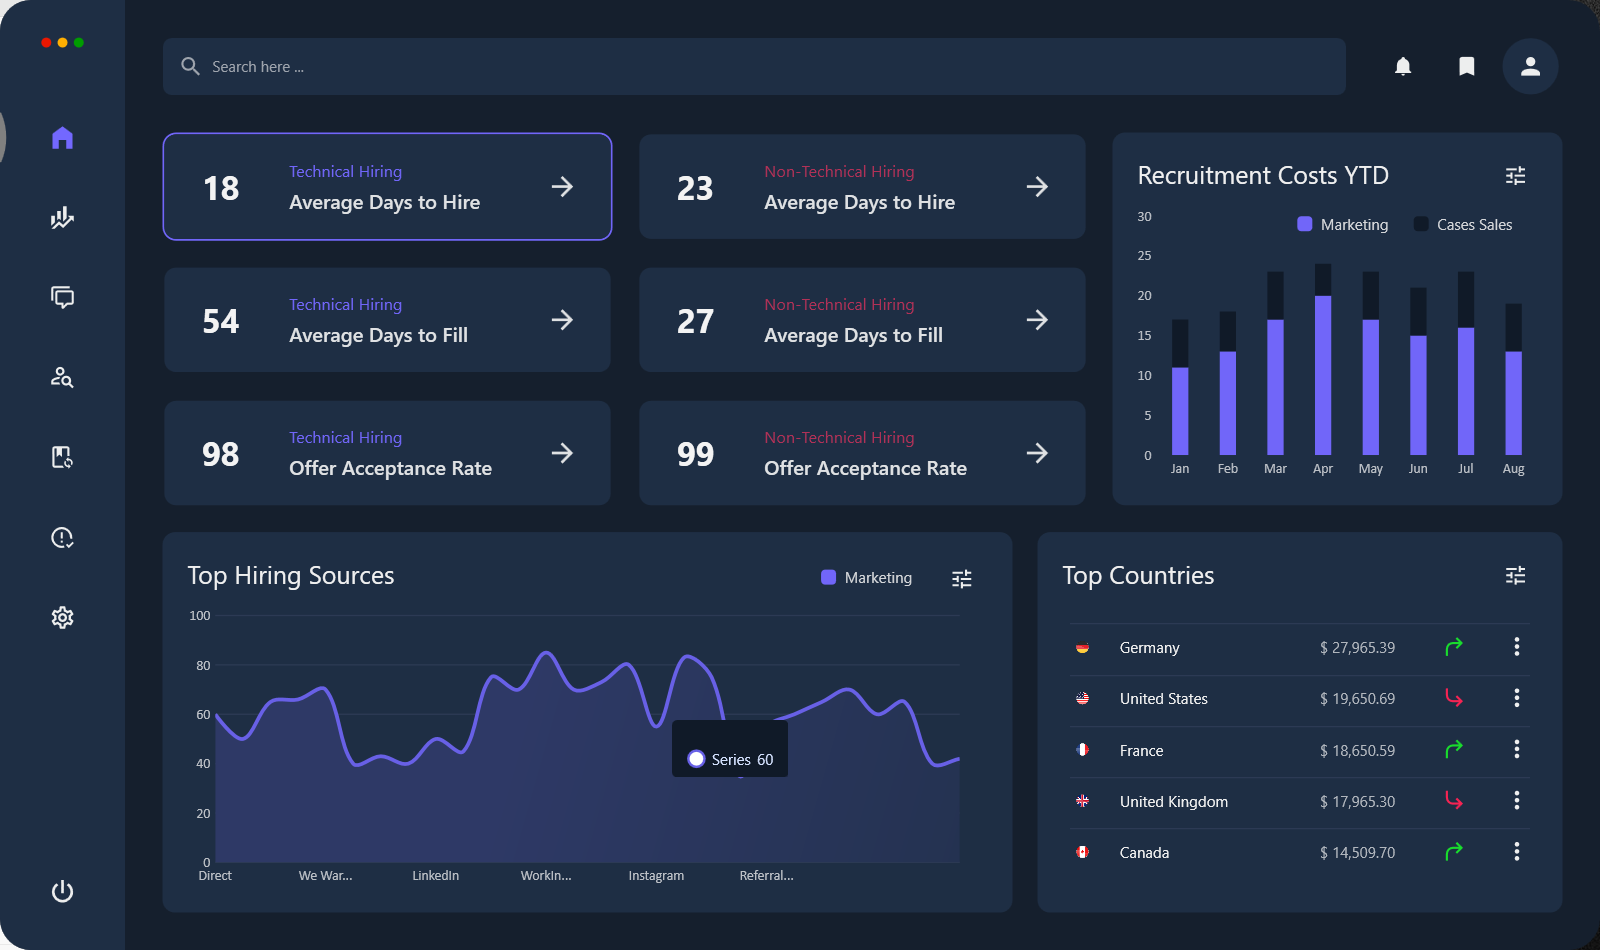 Search here ...
18
Technical Hiring
Average Days to Hire
23
Non-Technical Hiring
Average Days to Hire
54
Technical Hiring
Average Days to Fill
27
Non-Technical Hiring
Average Days to Fill
98
Technical Hiring
Offer Acceptance Rate
99
Non-Technical Hiring
Offer Acceptance Rate
Recruitment Costs YTD
Marketing Cases Sales
30
25
20
15
10
5
0
Jan Feb Mar Apr May Jun Jul Aug
Top Hiring Sources
Marketing
100
80
60
40
20
0
Series 60
Direct We War... LinkedIn WorkIn... Instagram Referral...
Top Countries
Germany $ 27,965.39
United States $ 19,650.69
France $ 18,650.59
United Kingdom $ 17,965.30
Canada $ 14,509.70